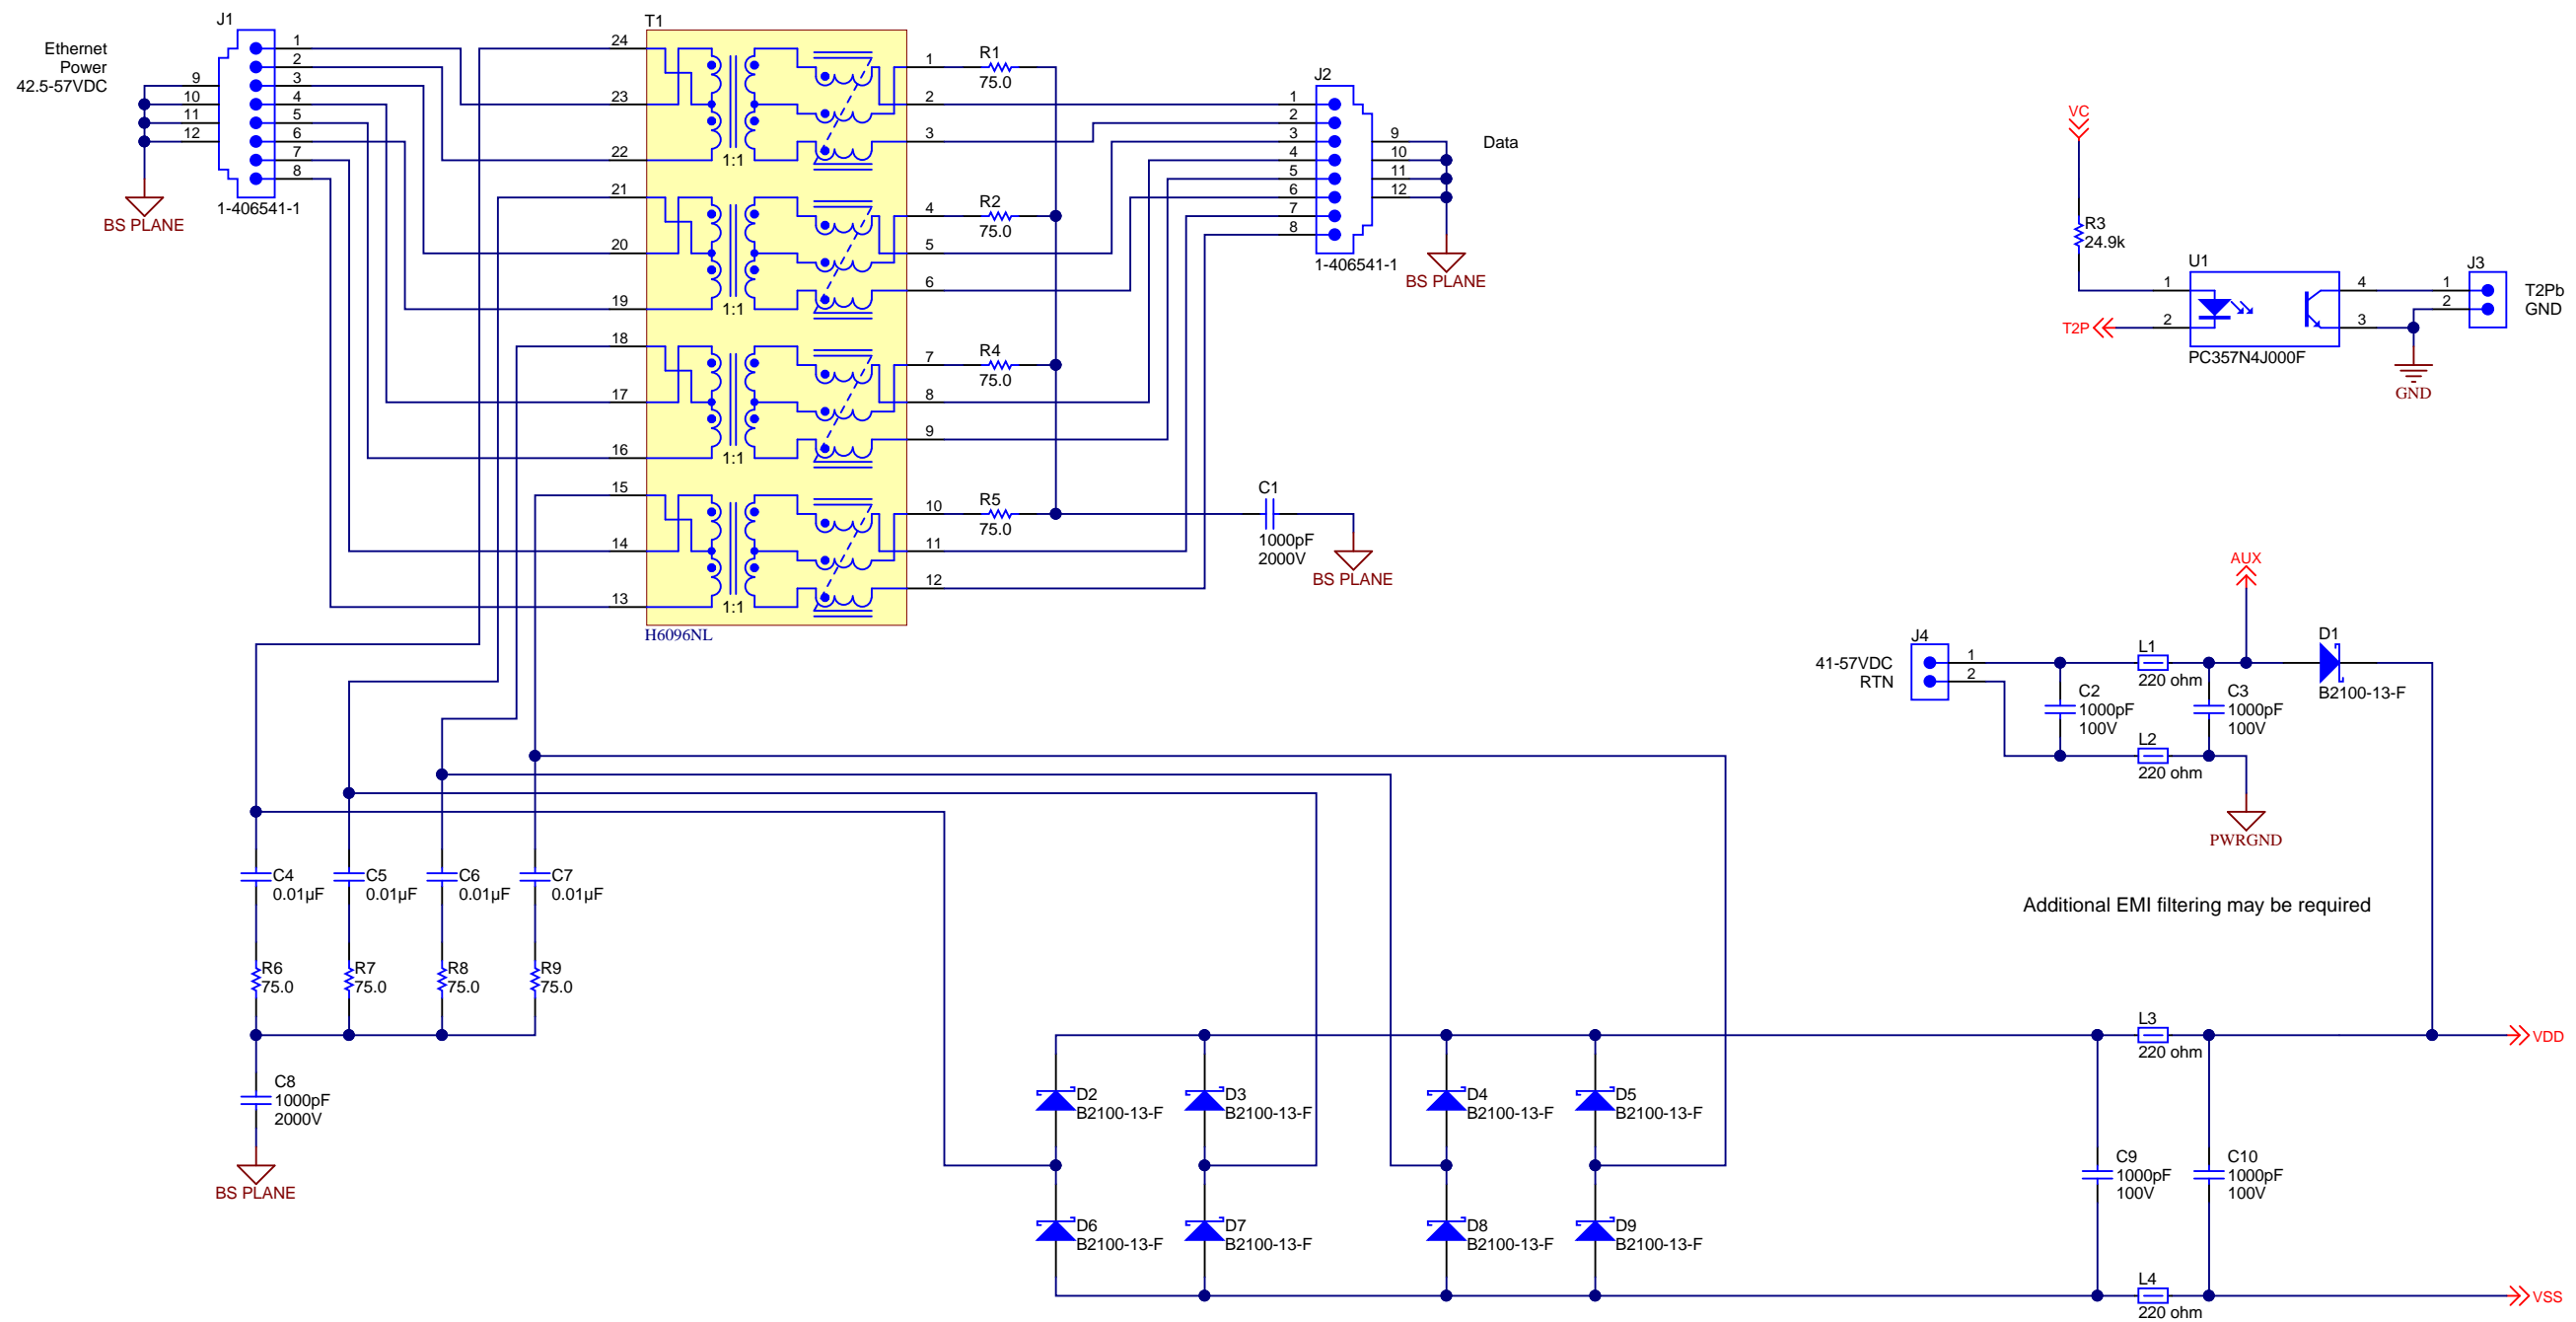 J1
Ethernet
Power
42.5-57VDC
1
2
3
4
5
6
7
8
9
10
11
12
1-406541-1
BS PLANE
T1
24
23
22
21
20
19
18
17
16
15
14
13
1:1
1:1
1:1
1:1
1
2
3
4
5
6
7
8
9
10
11
12
H6096NL
R1
75.0
R2
75.0
R4
75.0
R5
75.0
C1
1000pF
2000V
BS PLANE
J2
1
2
3
4
5
6
7
8
9
10
11
12
Data
1-406541-1
BS PLANE
VC
R3
24.9k
U1
1
2
4
3
T2P
PC357N4J000F
J3
1
2
T2Pb
GND
GND
AUX
J4
41-57VDC
RTN
1
2
L1
220 ohm
C2
1000pF
100V
C3
1000pF
100V
L2
220 ohm
D1
B2100-13-F
PWRGND
Additional EMI filtering may be required
C4
0.01µF
C5
0.01µF
C6
0.01µF
C7
0.01µF
R6
75.0
R7
75.0
R8
75.0
R9
75.0
C8
1000pF
2000V
BS PLANE
D2
B2100-13-F
D3
B2100-13-F
D4
B2100-13-F
D5
B2100-13-F
D6
B2100-13-F
D7
B2100-13-F
D8
B2100-13-F
D9
B2100-13-F
L3
220 ohm
VDD
C9
1000pF
100V
C10
1000pF
100V
L4
220 ohm
VSS